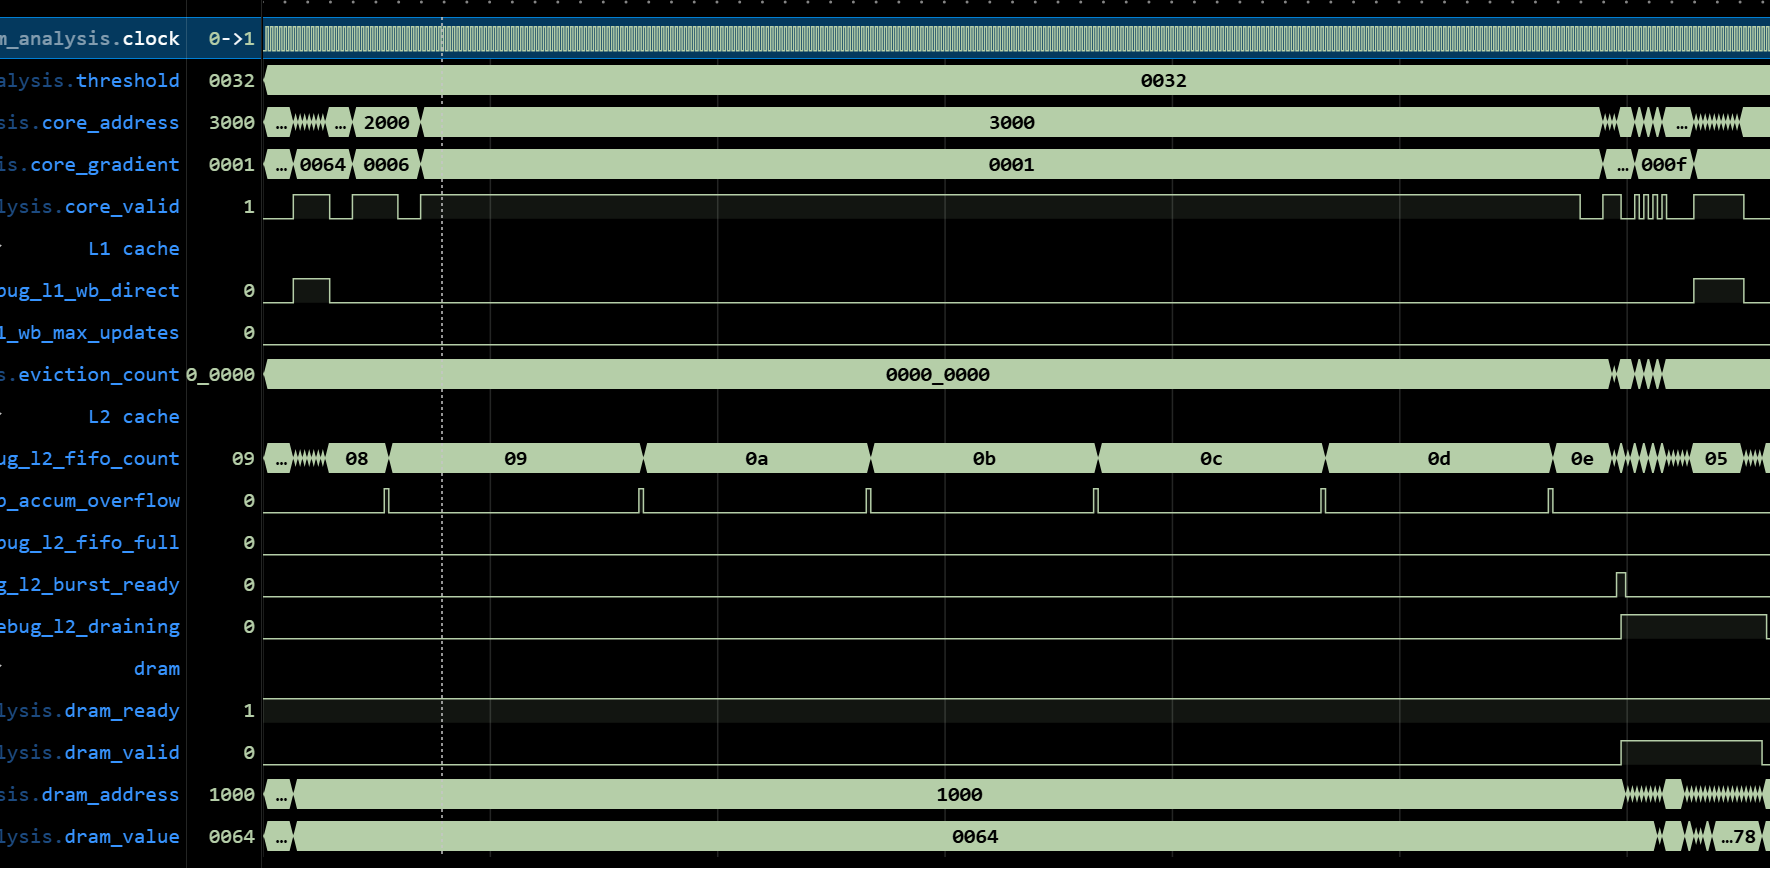 m_analysis.clock 0->1
alysis.threshold 0032 0032
sis.core_address 3000 … … 2000 3000 …
is.core_gradient 0001 … 0064 0006 0001 … 000f
lysis.core_valid 1
L1 cache
bug_l1_wb_direct 0
1_wb_max_updates 0
s.eviction_count 0_0000 0000_0000
L2 cache
ug_l2_fifo_count 09 … 08 09 0a 0b 0c 0d 0e 05
b_accum_overflow 0
bug_l2_fifo_full 0
g_l2_burst_ready 0
ebug_l2_draining 0
dram
lysis.dram_ready 1
lysis.dram_valid 0
sis.dram_address 1000 … 1000
lysis.dram_value 0064 … 0064 …78